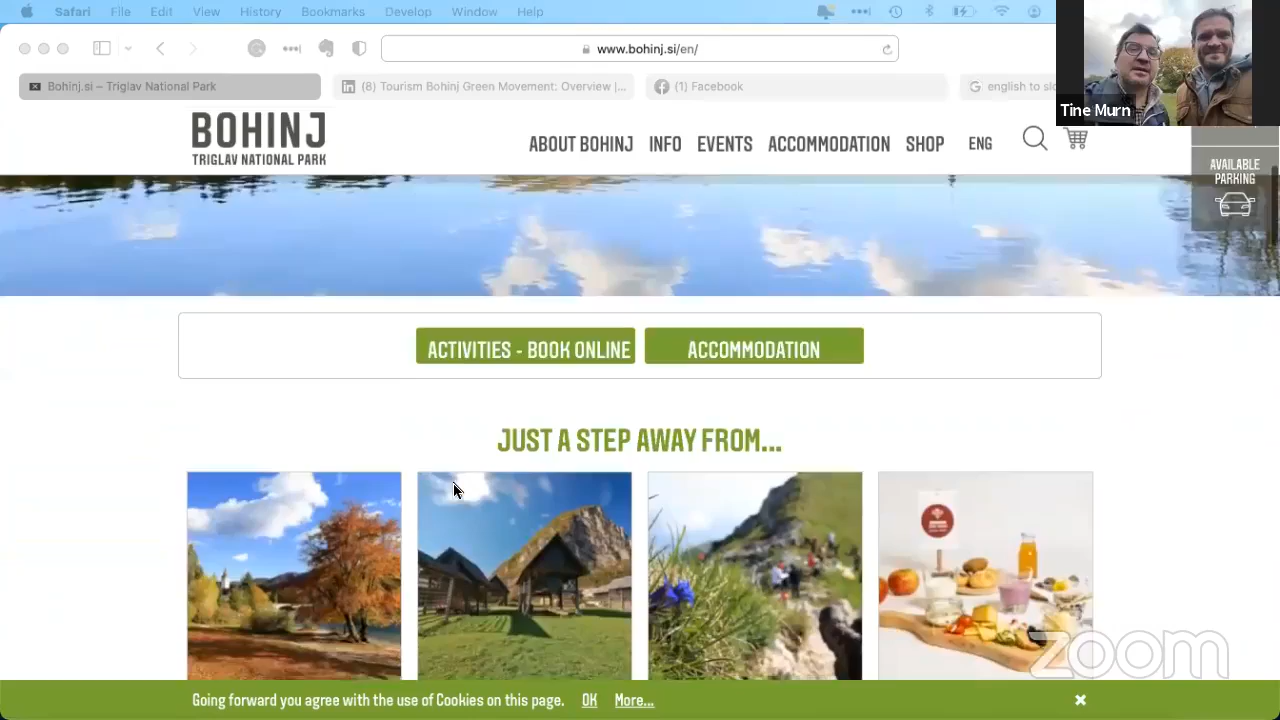 Safari File Edit View History Bookmarks Develop Window Help
www.bohinj.si/en/
Bohinj.si – Triglav National Park
(8) Tourism Bohinj Green Movement: Overview |...
(1) Facebook
english to slo
Tine Murn
BOHINJ
TRIGLAV NATIONAL PARK
ABOUT BOHINJ INFO EVENTS ACCOMMODATION SHOP ENG
AVAILABLE
PARKING
ACTIVITIES - BOOK ONLINE
ACCOMMODATION
JUST A STEP AWAY FROM...
zoom
Going forward you agree with the use of Cookies on this page. OK More...